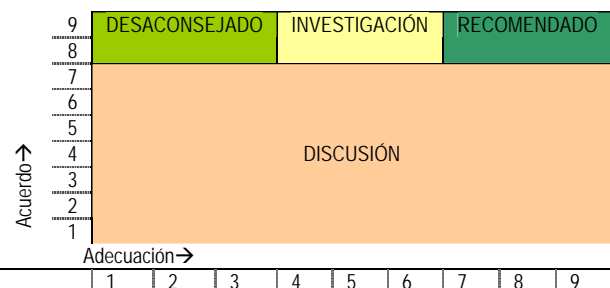 9 DESACONSEJADO INVESTIGACIÓN RECOMENDADO
8
7
6
5
4 DISCUSIÓN
3
2
1
Acuerdo→
Adecuación→
1 2 3 4 5 6 7 8 9